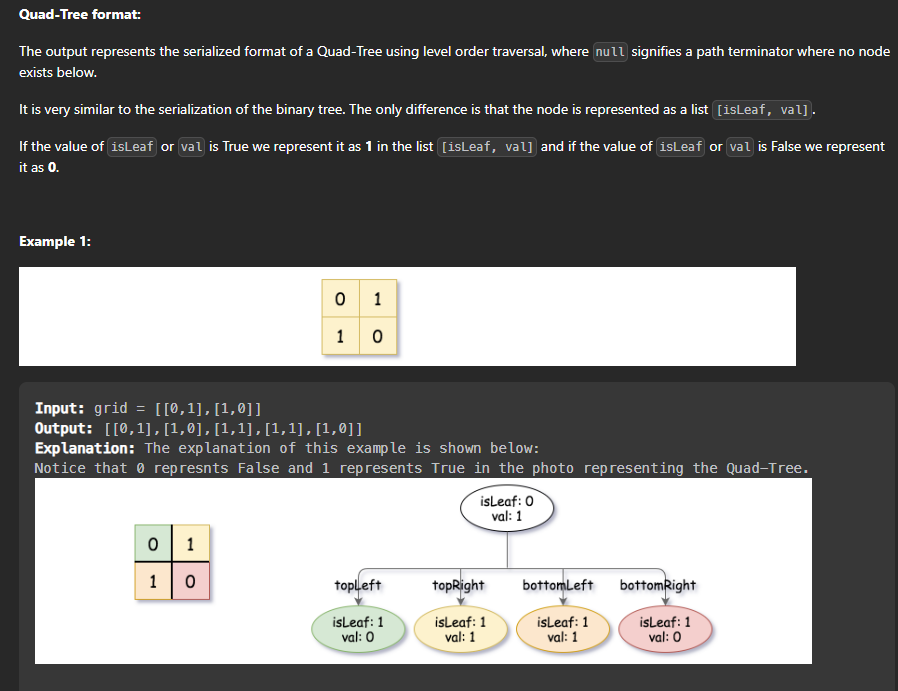 Quad-Tree format:
The output represents the serialized format of a Quad-Tree using level order traversal, where null signifies a path terminator where no node
exists below.
It is very similar to the serialization of the binary tree. The only difference is that the node is represented as a list [isLeaf, val].
If the value of isLeaf or val is True we represent it as 1 in the list [isLeaf, val] and if the value of isLeaf or val is False we represent
it as 0.
Example 1:
0 1
1 0
Input: grid = [[0,1],[1,0]]
Output: [[0,1],[1,0],[1,1],[1,1],[1,0]]
Explanation: The explanation of this example is shown below:
Notice that 0 represnts False and 1 represents True in the photo representing the Quad-Tree.
isLeaf: 0
val: 1
0 1
1 0
topLeft topRight bottomLeft bottomRight
isLeaf: 1 isLeaf: 1 isLeaf: 1 isLeaf: 1
val: 0 val: 1 val: 1 val: 0